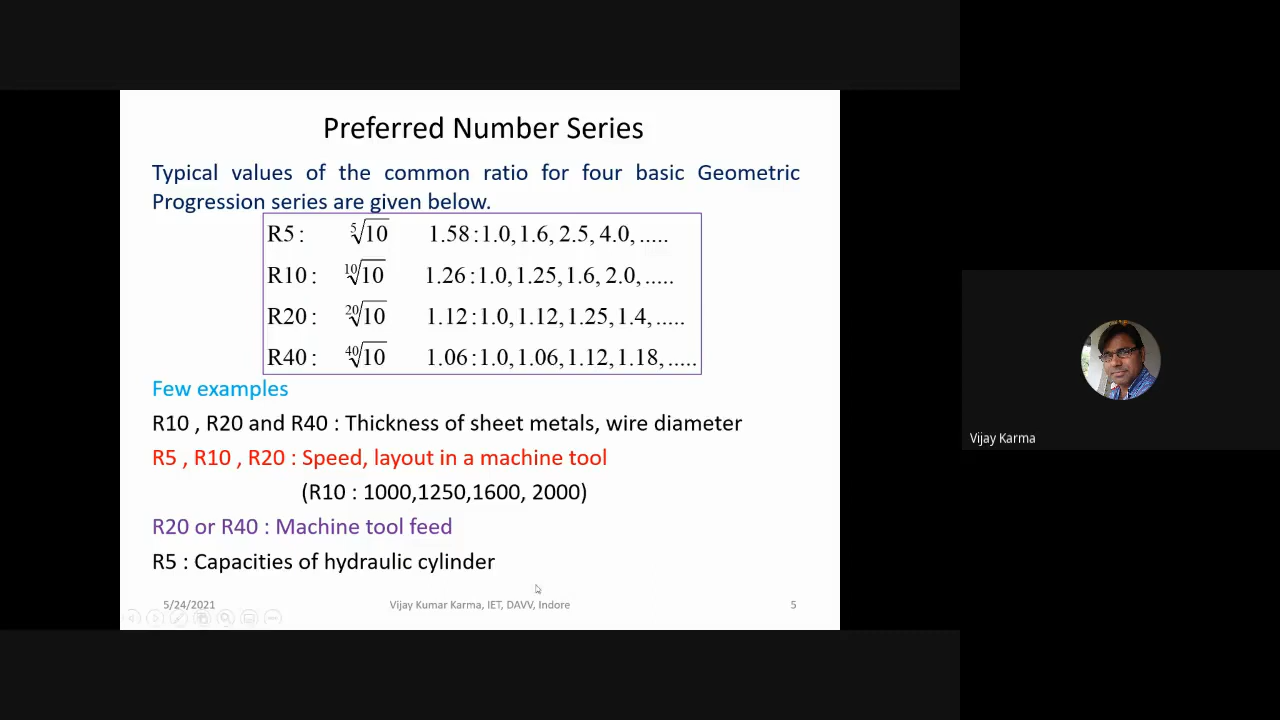 Preferred Number Series
Typical values of the common ratio for four basic Geometric
Progression series are given below.
R5 : ⁵√10 1.58 : 1.0, 1.6, 2.5, 4.0, .....
R10 : ¹⁰√10 1.26 : 1.0, 1.25, 1.6, 2.0, .....
R20 : ²⁰√10 1.12 : 1.0, 1.12, 1.25, 1.4, .....
R40 : ⁴⁰√10 1.06 : 1.0, 1.06, 1.12, 1.18, .....
Few examples
R10 , R20 and R40 : Thickness of sheet metals, wire diameter
R5 , R10 , R20 : Speed, layout in a machine tool
(R10 : 1000,1250,1600, 2000)
R20 or R40 : Machine tool feed
R5 : Capacities of hydraulic cylinder
5/24/2021 Vijay Kumar Karma, IET, DAVV, Indore 5
Vijay Karma